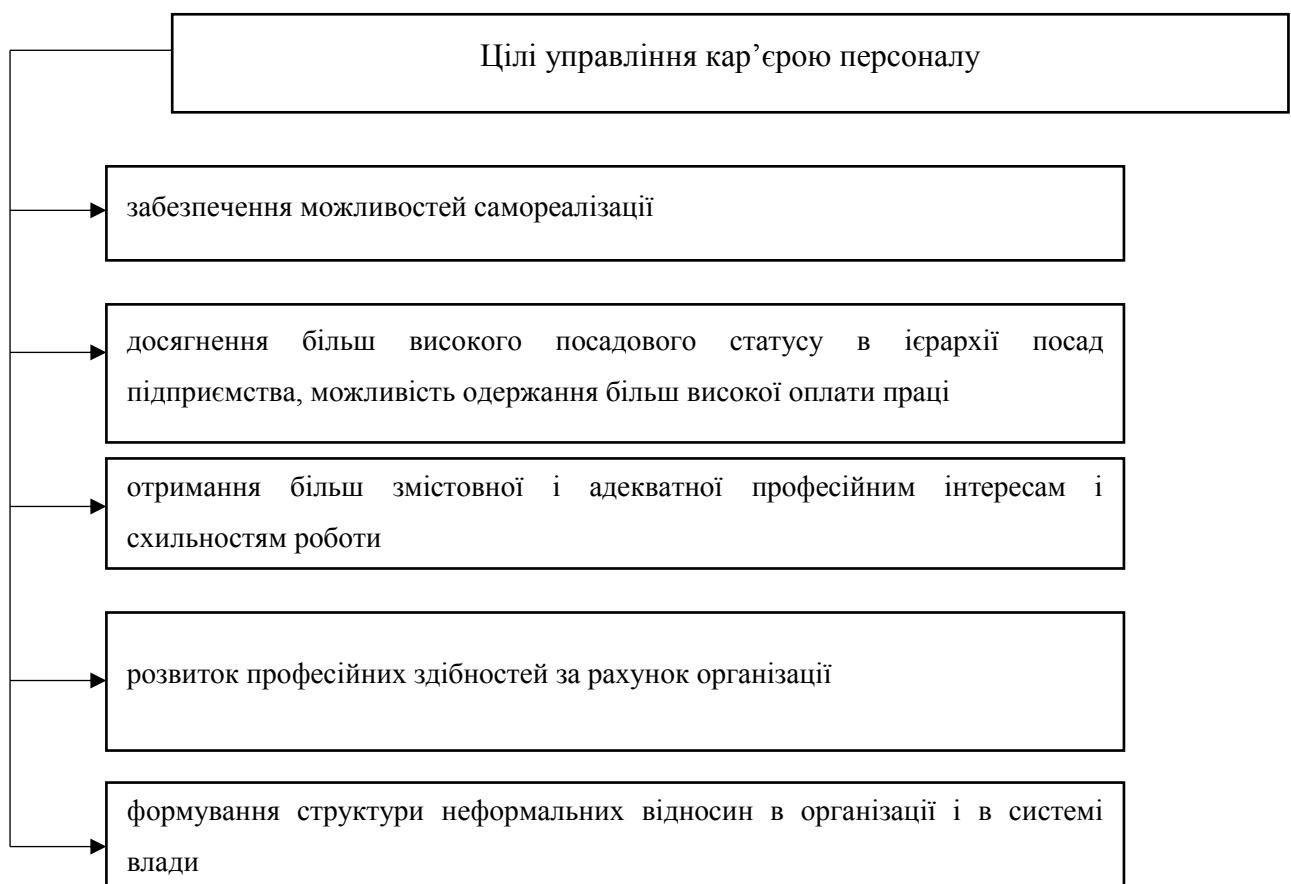 Цілі управління кар’єрою персоналу
забезпечення можливостей самореалізації
досягнення більш високого посадового статусу в ієрархії посад
підприємства, можливість одержання більш високої оплати праці
отримання більш змістовної і адекватної професійним інтересам і
схильностям роботи
розвиток професійних здібностей за рахунок організації
формування структури неформальних відносин в організації і в системі
влади